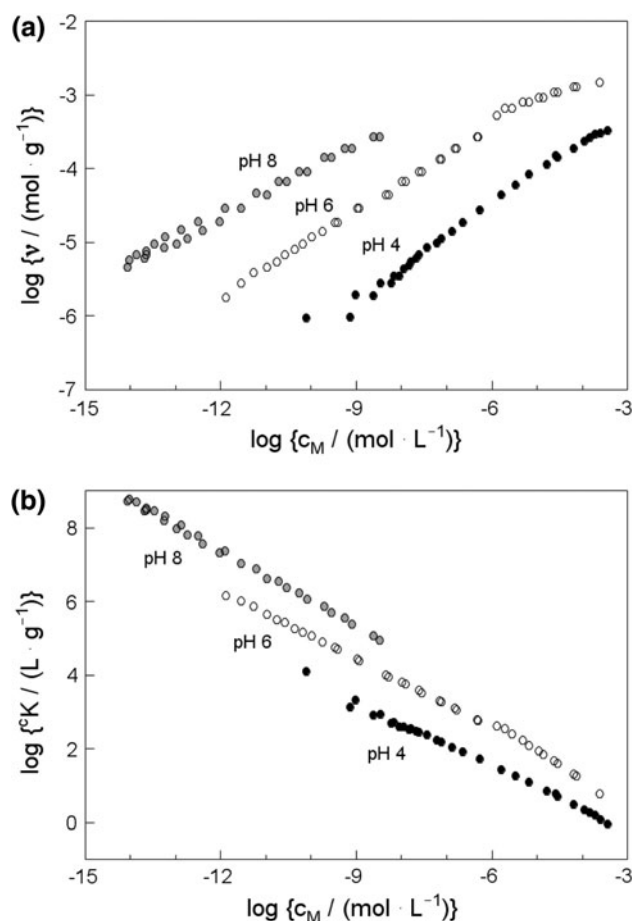 (a)
-2
-3
-4
-5
-6
-7
log {ν / (mol · g⁻¹)}
pH 8
pH 6
pH 4
-15 -12 -9 -6 -3
log {c_M / (mol · L⁻¹)}
(b)
8
6
4
2
0
log {ᶜK / (L · g⁻¹)}
pH 8
pH 6
pH 4
-15 -12 -9 -6 -3
log {c_M / (mol · L⁻¹)}